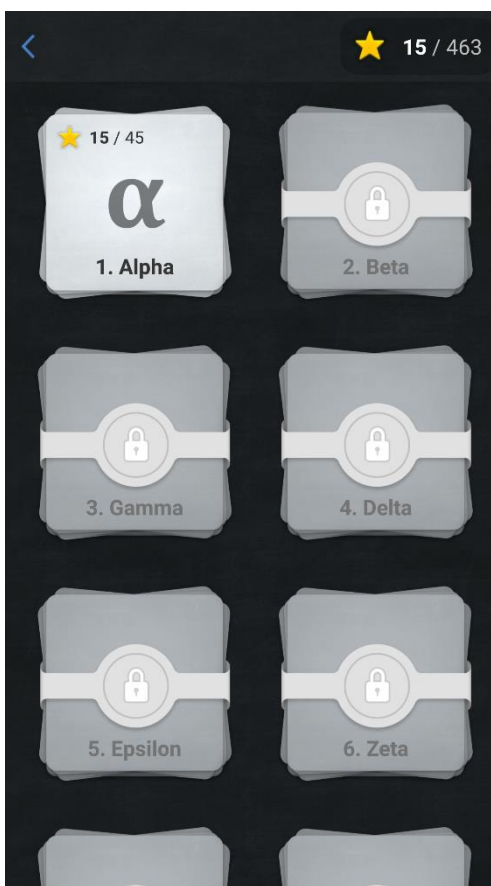 15 / 463
15 / 45
α
1. Alpha
2. Beta
3. Gamma
4. Delta
5. Epsilon
6. Zeta